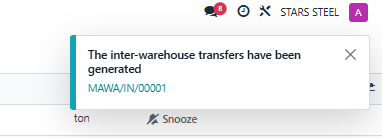 8 STARS STEEL A
The inter-warehouse transfers have been
generated
MAWA/IN/00001
ton Snooze